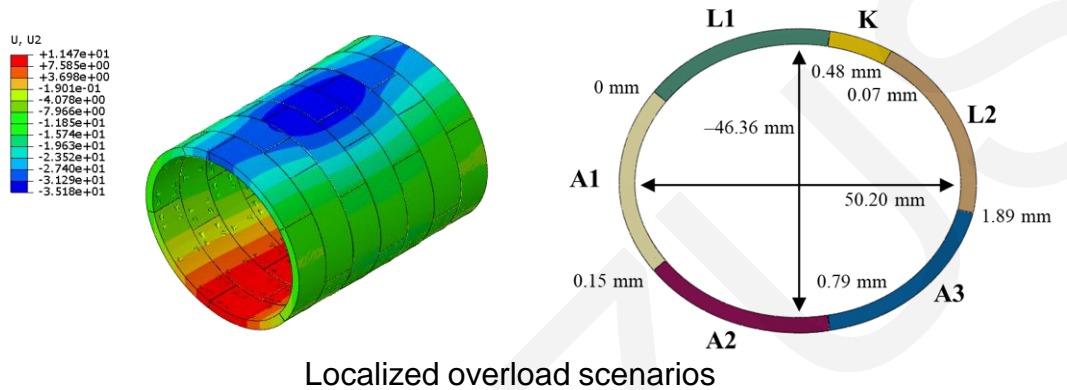 U, U2
+1.147e+01
+7.585e+00
+3.698e+00
-1.901e-01
-4.078e+00
-7.966e+00
-1.185e+01
-1.574e+01
-1.963e+01
-2.352e+01
-2.740e+01
-3.129e+01
-3.518e+01
L1
K
0.48 mm
0 mm
0.07 mm
L2
–46.36 mm
A1
50.20 mm
1.89 mm
0.15 mm
0.79 mm
A3
A2
Localized overload scenarios